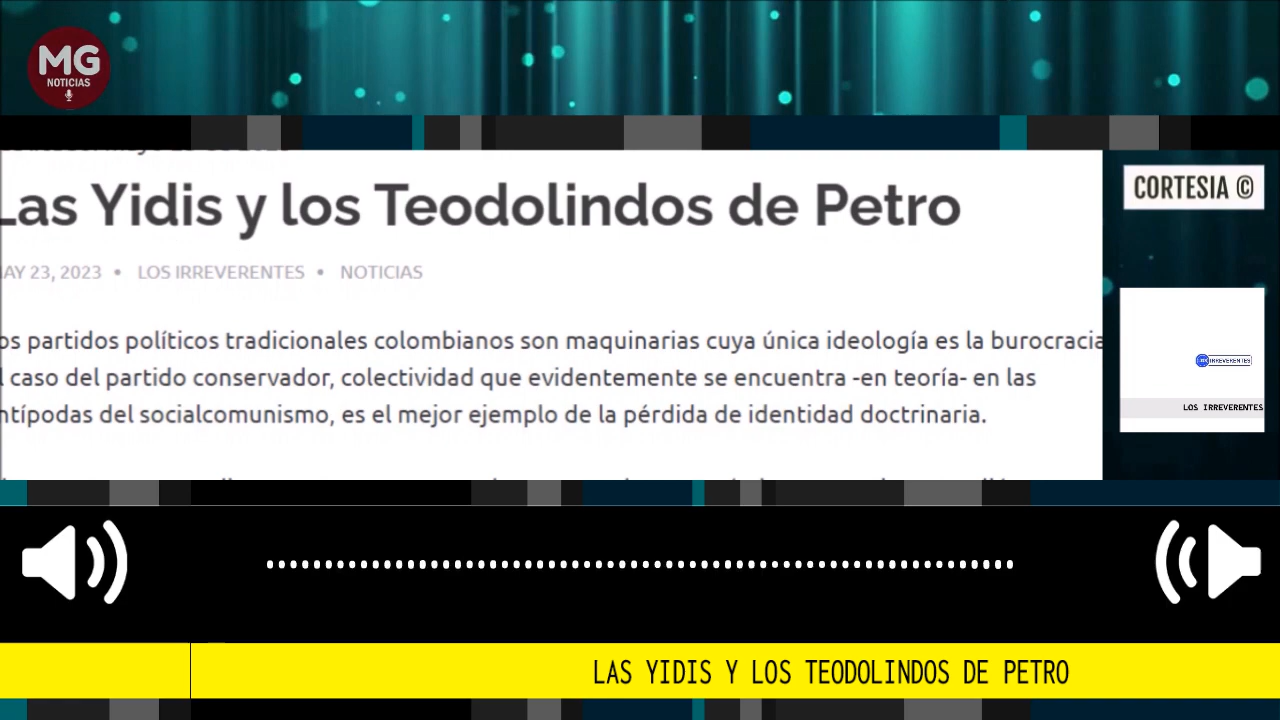 MG
NOTICIAS
Las Yidis y los Teodolindos de Petro
CORTESIA ©
AY 23, 2023 • LOS IRREVERENTES • NOTICIAS
os partidos políticos tradicionales colombianos son maquinarias cuya única ideología es la burocracia
l caso del partido conservador, colectividad que evidentemente se encuentra -en teoría- en las
ntípodas del socialcomunismo, es el mejor ejemplo de la pérdida de identidad doctrinaria.
IRREVERENTES
LOS IRREVERENTES
LAS YIDIS Y LOS TEODOLINDOS DE PETRO